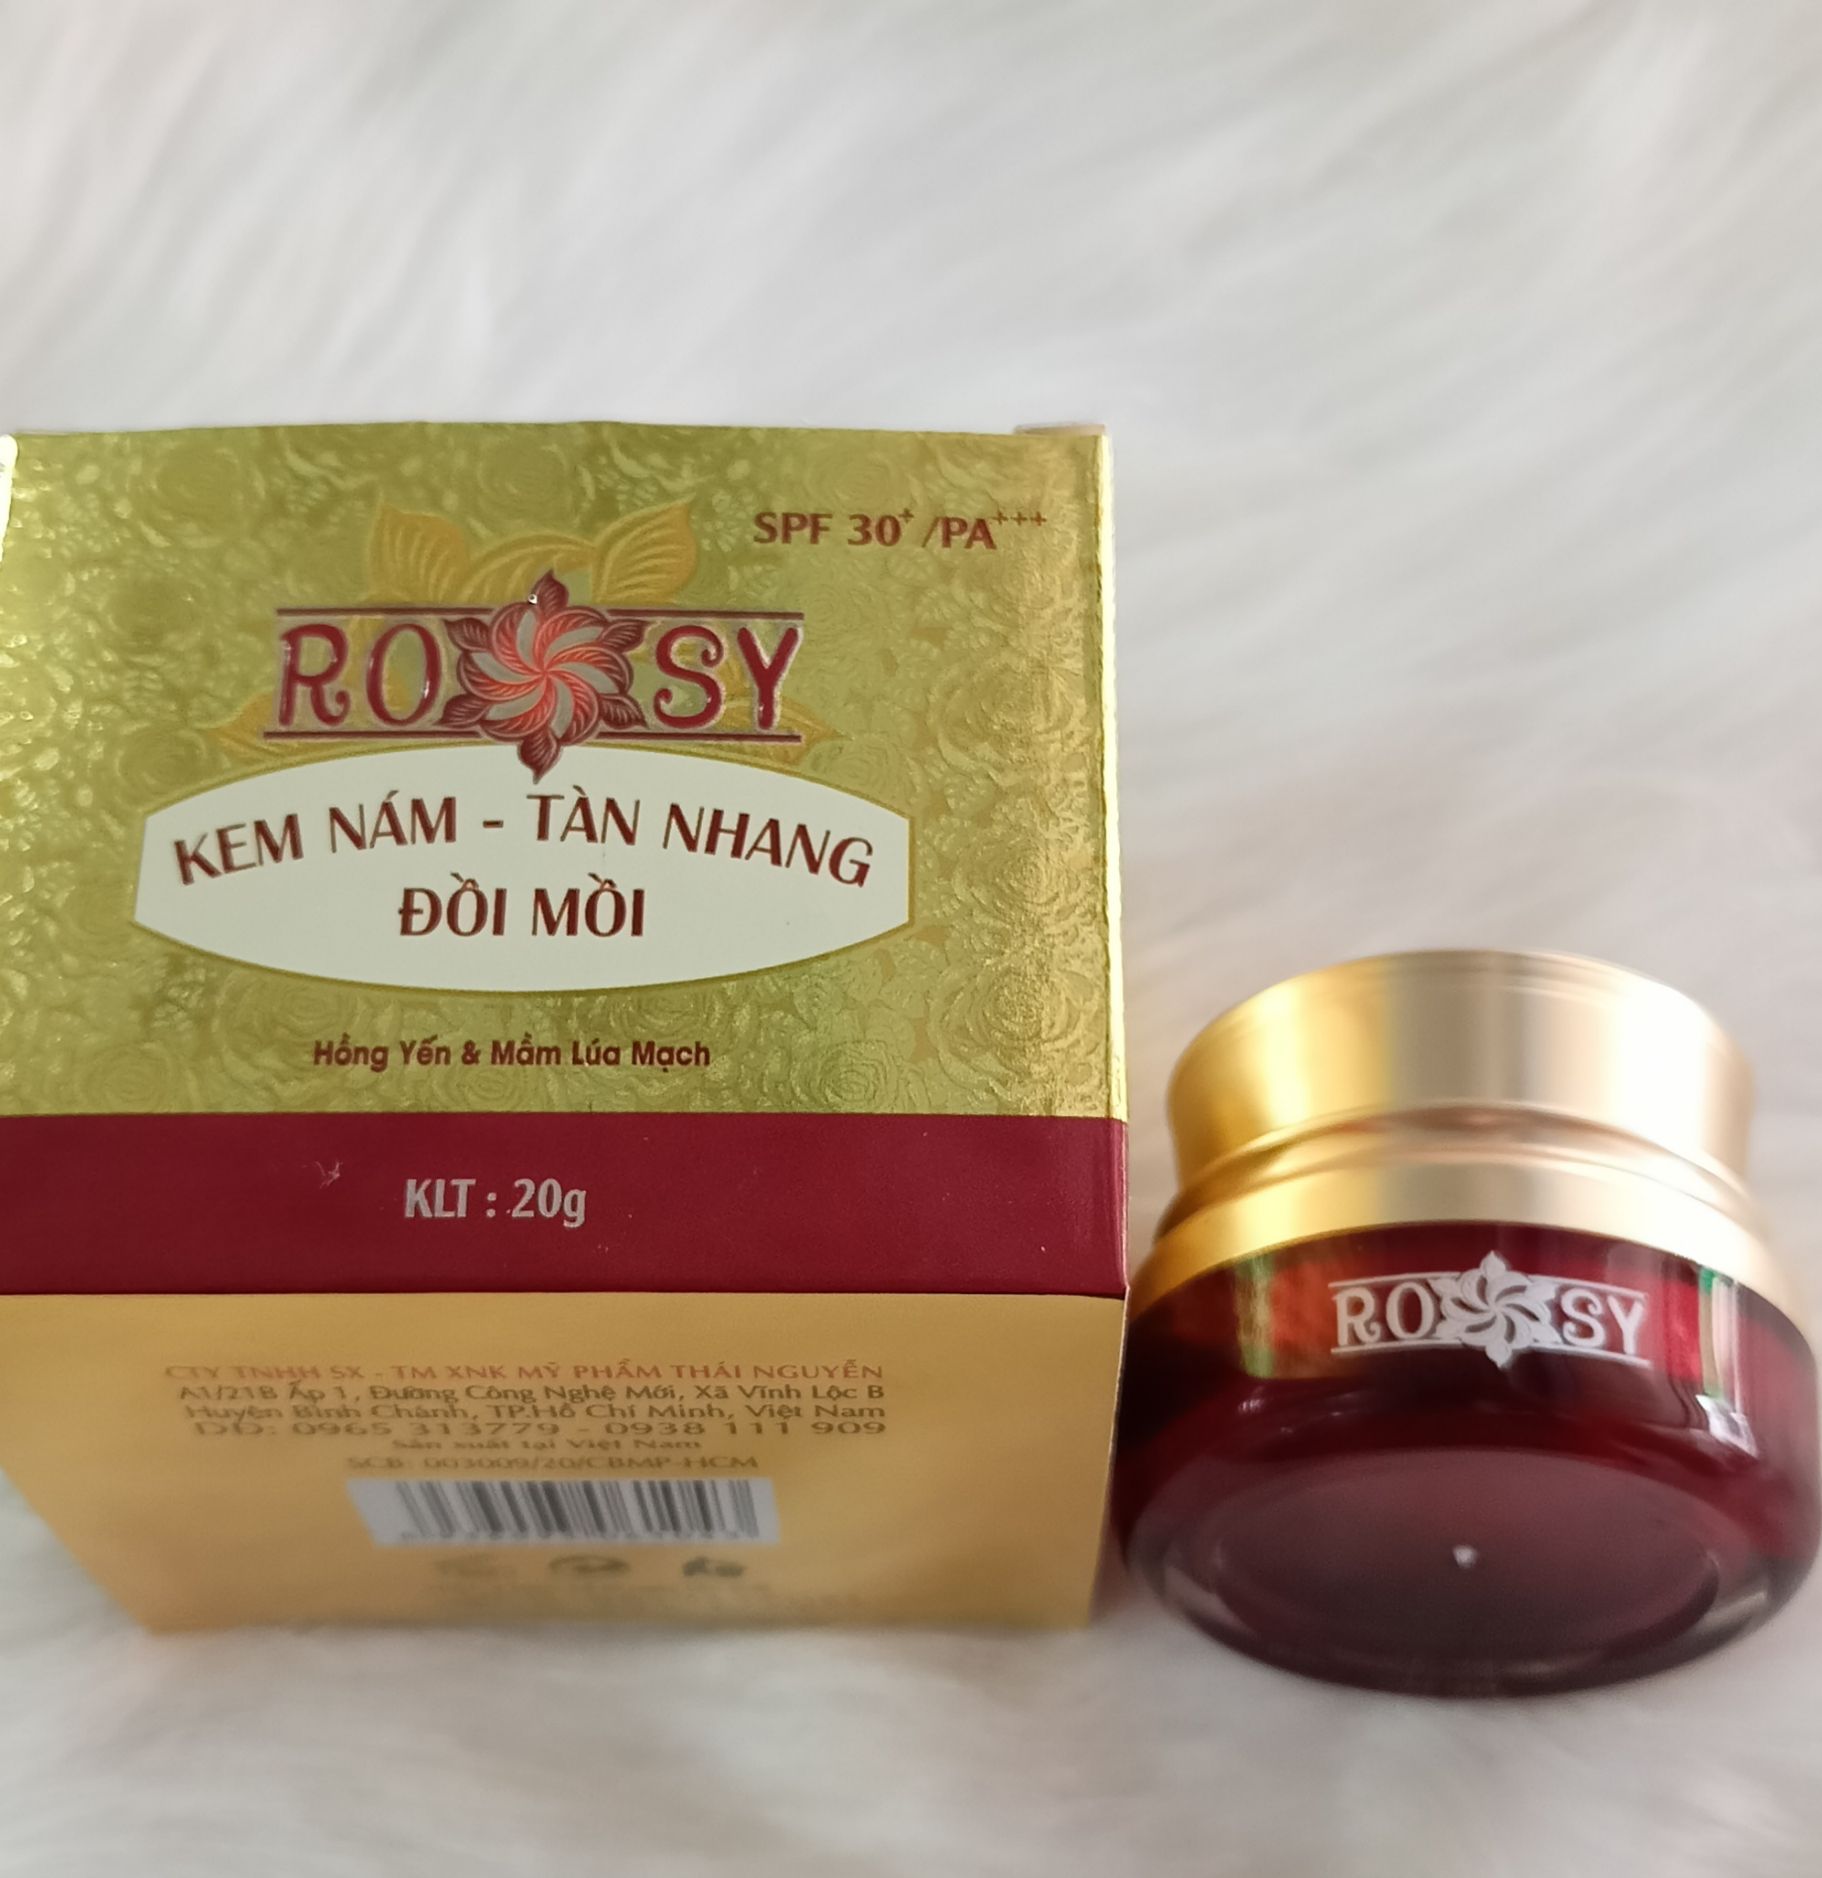 SPF 30+ /PA+++
ROSY
KEM NÁM - TÀN NHANG
ĐỒI MỒI
Hồng Yến & Mầm Lúa Mạch
KLT : 20g
CTY TNHH SX - TM XNK MỸ PHẨM THÁI NGUYỄN
A1/21B Ấp 1, Đường Công Nghệ Mới, Xã Vĩnh Lộc B
Huyện Bình Chánh, TP.Hồ Chí Minh, Việt Nam
DĐ: 0965 313779 - 0938 111 909
Sản xuất tại Việt Nam
SCB: 003009/20/CBMP-HCM
ROSY